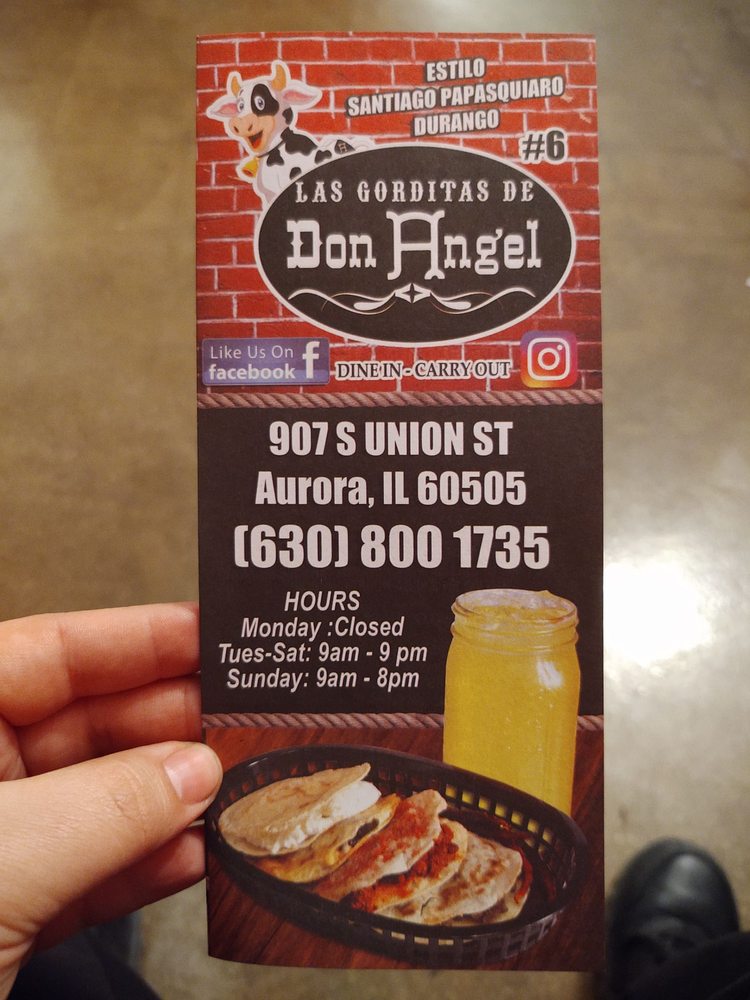 ESTILO
SANTIAGO PAPASQUIARO
DURANGO
#6
LAS GORDITAS DE
Don Angel
Like Us On
facebook f
DINE IN - CARRY OUT
907 S UNION ST
Aurora, IL 60505
(630) 800 1735
HOURS
Monday :Closed
Tues-Sat: 9am - 9 pm
Sunday: 9am - 8pm